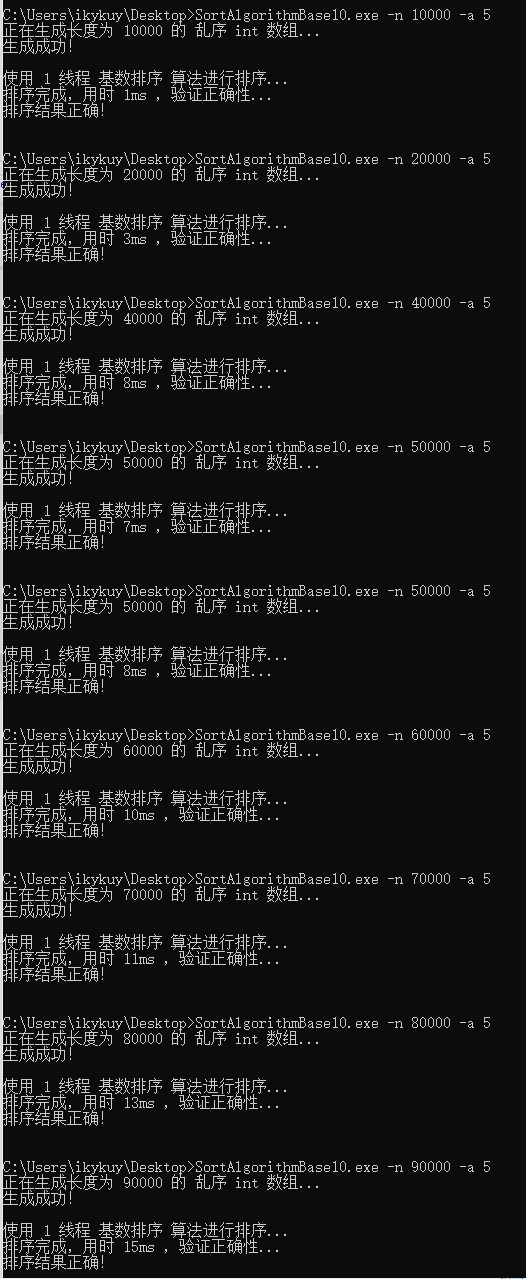 C:\Users\ikykuy\Desktop>SortAlgorithmBase10.exe -n 10000 -a 5
正在生成长度为 10000 的 乱序 int 数组...
生成成功!
使用 1 线程 基数排序 算法进行排序...
排序完成, 用时 1ms , 验证正确性...
排序结果正确!
C:\Users\ikykuy\Desktop>SortAlgorithmBase10.exe -n 20000 -a 5
正在生成长度为 20000 的 乱序 int 数组...
生成成功!
使用 1 线程 基数排序 算法进行排序...
排序完成, 用时 3ms , 验证正确性...
排序结果正确!
C:\Users\ikykuy\Desktop>SortAlgorithmBase10.exe -n 40000 -a 5
正在生成长度为 40000 的 乱序 int 数组...
生成成功!
使用 1 线程 基数排序 算法进行排序...
排序完成, 用时 8ms , 验证正确性...
排序结果正确!
C:\Users\ikykuy\Desktop>SortAlgorithmBase10.exe -n 50000 -a 5
正在生成长度为 50000 的 乱序 int 数组...
生成成功!
使用 1 线程 基数排序 算法进行排序...
排序完成, 用时 7ms , 验证正确性...
排序结果正确!
C:\Users\ikykuy\Desktop>SortAlgorithmBase10.exe -n 50000 -a 5
正在生成长度为 50000 的 乱序 int 数组...
生成成功!
使用 1 线程 基数排序 算法进行排序...
排序完成, 用时 8ms , 验证正确性...
排序结果正确!
C:\Users\ikykuy\Desktop>SortAlgorithmBase10.exe -n 60000 -a 5
正在生成长度为 60000 的 乱序 int 数组...
生成成功!
使用 1 线程 基数排序 算法进行排序...
排序完成, 用时 10ms , 验证正确性...
排序结果正确!
C:\Users\ikykuy\Desktop>SortAlgorithmBase10.exe -n 70000 -a 5
正在生成长度为 70000 的 乱序 int 数组...
生成成功!
使用 1 线程 基数排序 算法进行排序...
排序完成, 用时 11ms , 验证正确性...
排序结果正确!
C:\Users\ikykuy\Desktop>SortAlgorithmBase10.exe -n 80000 -a 5
正在生成长度为 80000 的 乱序 int 数组...
生成成功!
使用 1 线程 基数排序 算法进行排序...
排序完成, 用时 13ms , 验证正确性...
排序结果正确!
C:\Users\ikykuy\Desktop>SortAlgorithmBase10.exe -n 90000 -a 5
正在生成长度为 90000 的 乱序 int 数组...
生成成功!
使用 1 线程 基数排序 算法进行排序...
排序完成, 用时 15ms , 验证正确性...
排序结果正确!